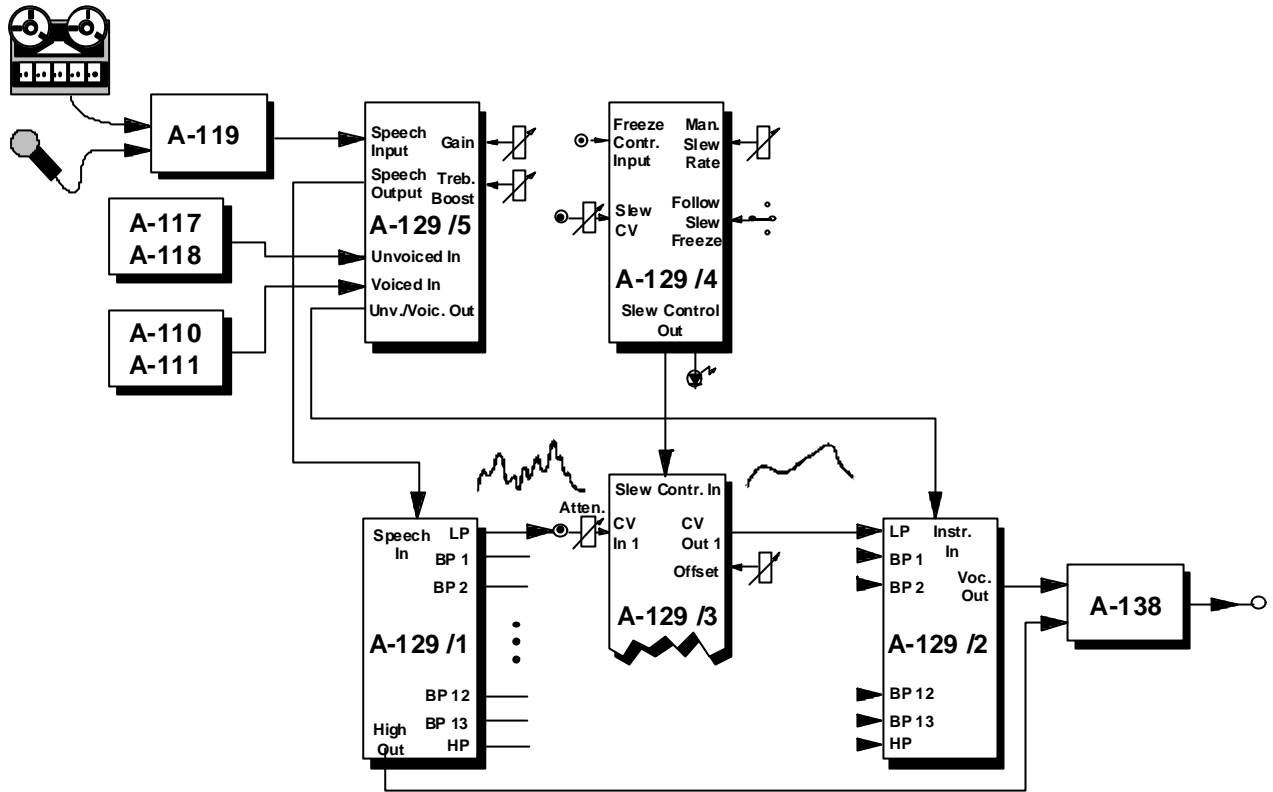 A-119
Speech
Input
Gain
Speech
Output
Treb.
Boost
A-129 /5
Unvoiced In
Voiced In
Unv./Voic. Out
A-117
A-118
A-110
A-111
Freeze
Contr.
Input
Man.
Slew
Rate
Slew
CV
Follow
Slew
Freeze
A-129 /4
Slew Control
Out
Speech
In
LP
BP 1
BP 2
A-129 /1
BP 12
BP 13
HP
High
Out
Atten.
Slew Contr. In
CV
In 1
CV
Out 1
Offset
A-129 /3
LP
Instr.
In
BP 1
BP 2
Voc.
Out
A-129 /2
BP 12
BP 13
HP
A-138